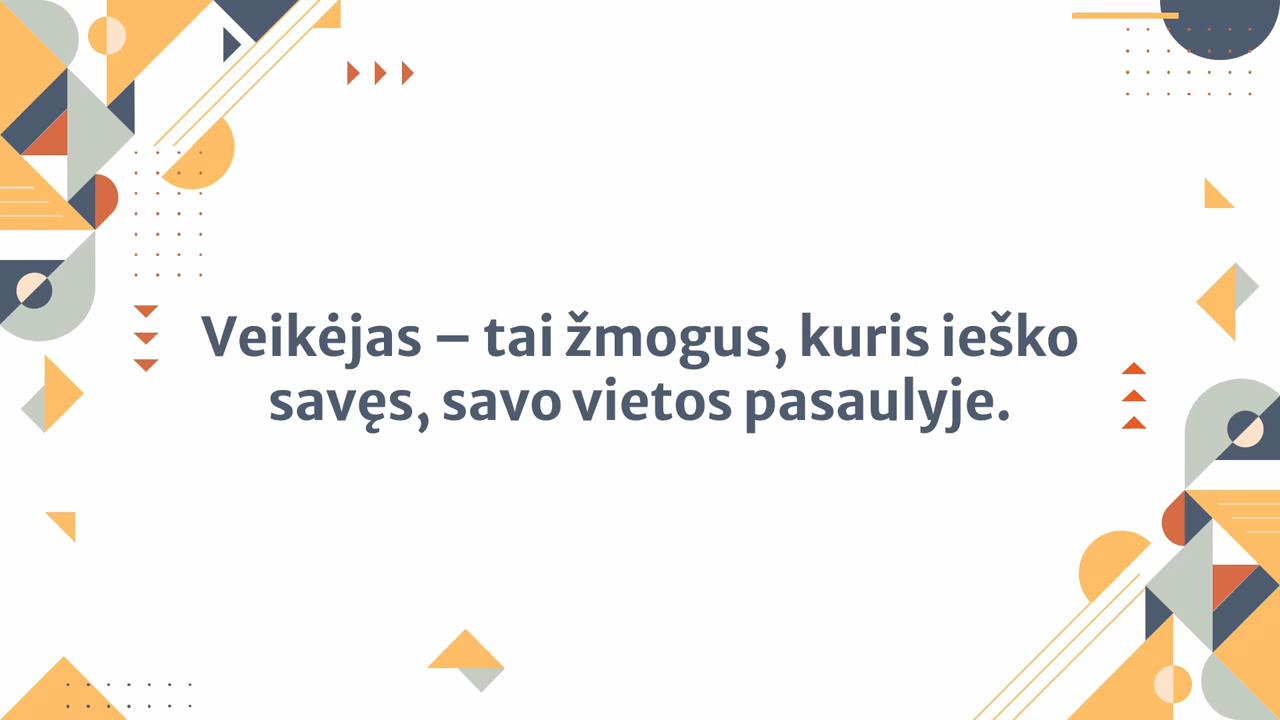 Veikėjas – tai žmogus, kuris ieško
savęs, savo vietos pasaulyje.